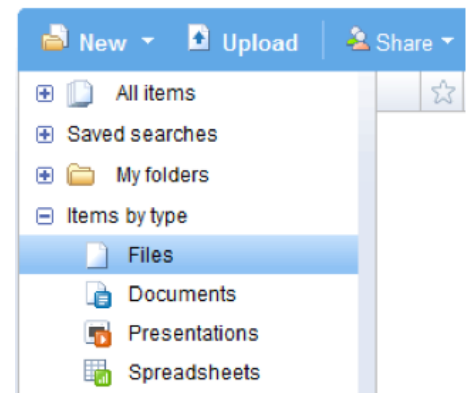 New Upload Share
All items
Saved searches
My folders
Items by type
Files
Documents
Presentations
Spreadsheets